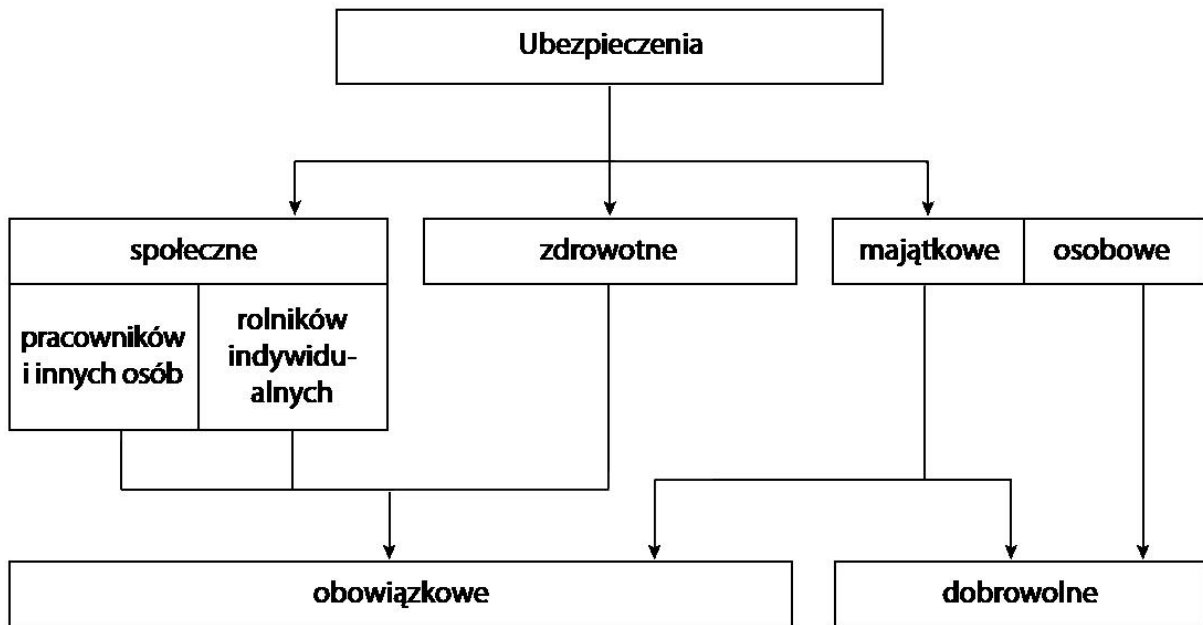 Ubezpieczenia
społeczne
zdrowotne
majątkowe
osobowe
pracowników
i innych osób
rolników
indywidu-
alnych
obowiązkowe
dobrowolne